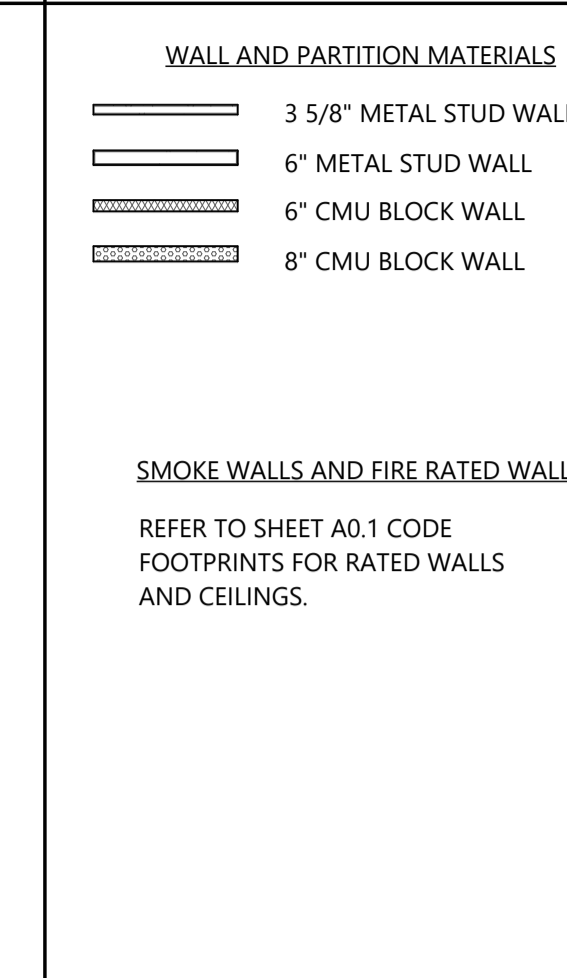 WALL AND PARTITION MATERIALS
3 5/8" METAL STUD WALL
6" METAL STUD WALL
6" CMU BLOCK WALL
8" CMU BLOCK WALL
SMOKE WALLS AND FIRE RATED WALL
REFER TO SHEET A0.1 CODE
FOOTPRINTS FOR RATED WALLS
AND CEILINGS.